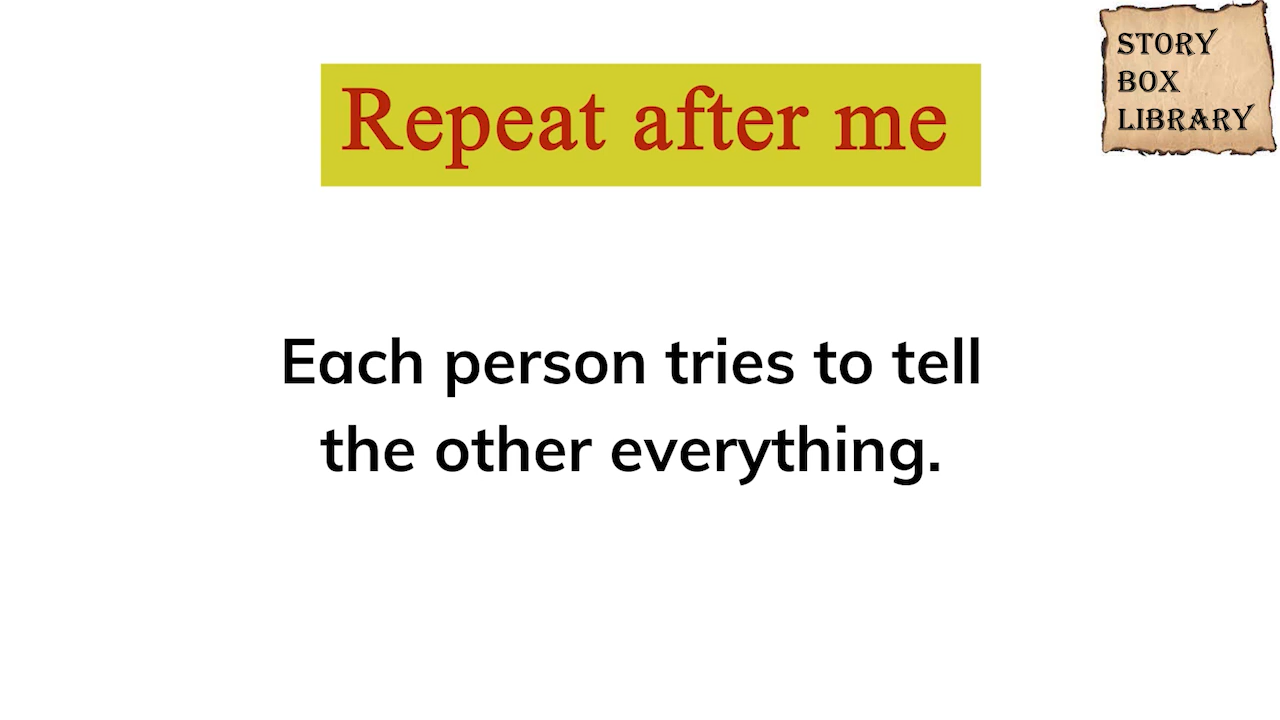 Repeat after me
STORY
BOX
LIBRARY
Each person tries to tell
the other everything.